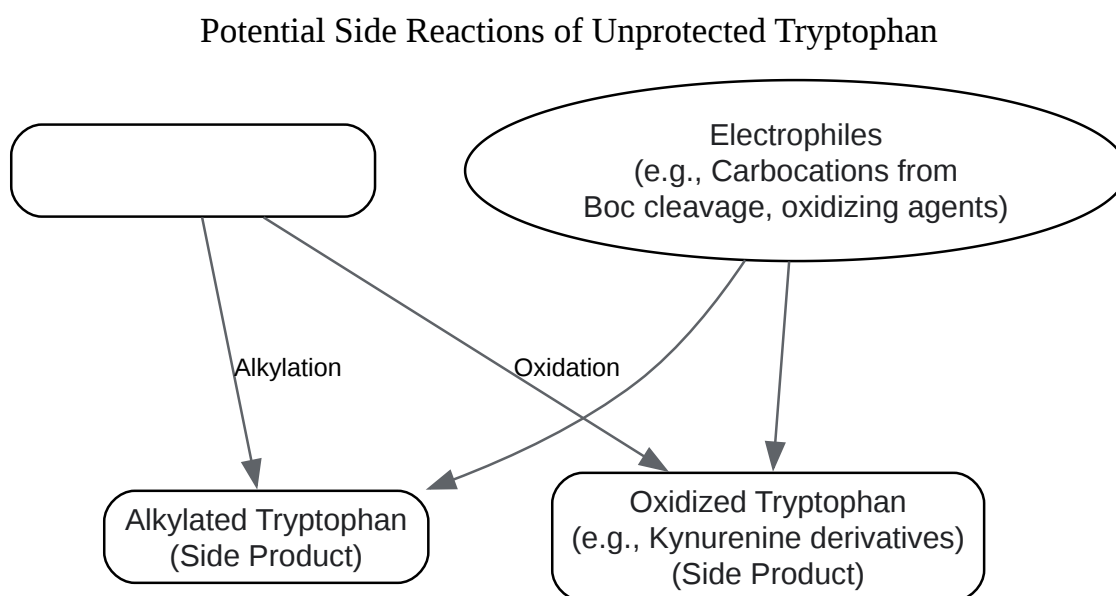 Potential Side Reactions of Unprotected Tryptophan
Electrophiles
(e.g., Carbocations from
Boc cleavage, oxidizing agents)
Alkylation
Oxidation
Alkylated Tryptophan
(Side Product)
Oxidized Tryptophan
(e.g., Kynurenine derivatives)
(Side Product)